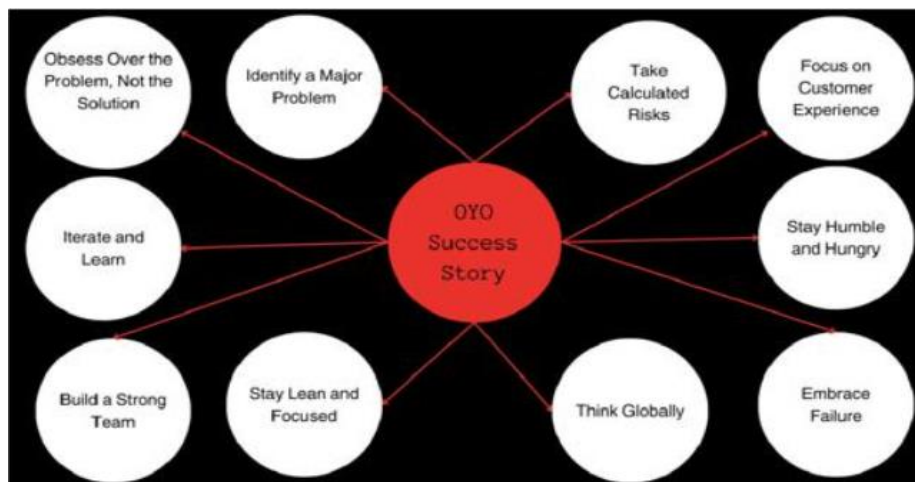 Obsess Over the
Problem, Not the
Solution
Identify a Major
Problem
Take
Calculated
Risks
Focus on
Customer
Experience
Iterate and
Learn
OYO
Success
Story
Stay Humble
and Hungry
Build a Strong
Team
Stay Lean and
Focused
Think Globally
Embrace
Failure